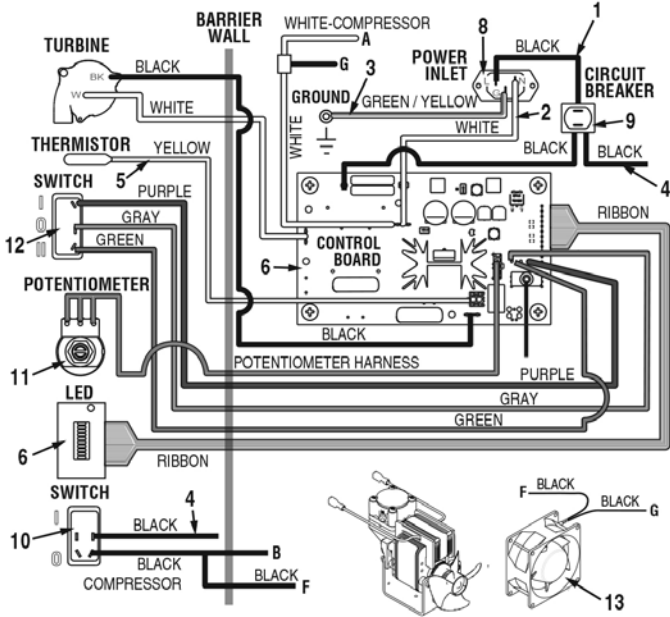 BARRIER
WALL
WHITE-COMPRESSOR
A
G
1
TURBINE
BK
W
BLACK
WHITE
8
BLACK
POWER
INLET
L
N
G
3
GROUND
GREEN / YELLOW
2
WHITE
WHITE
CIRCUIT
BREAKER
9
BLACK
BLACK
4
THERMISTOR
YELLOW
5
SWITCH
I
O
II
12
PURPLE
GRAY
GREEN
CONTROL
BOARD
6
RIBBON
POTENTIOMETER
11
BLACK
POTENTIOMETER HARNESS
PURPLE
GRAY
GREEN
LED
6
RIBBON
SWITCH
I
O
10
4
BLACK
BLACK
B
COMPRESSOR
BLACK
F
BLACK
F
BLACK
G
13